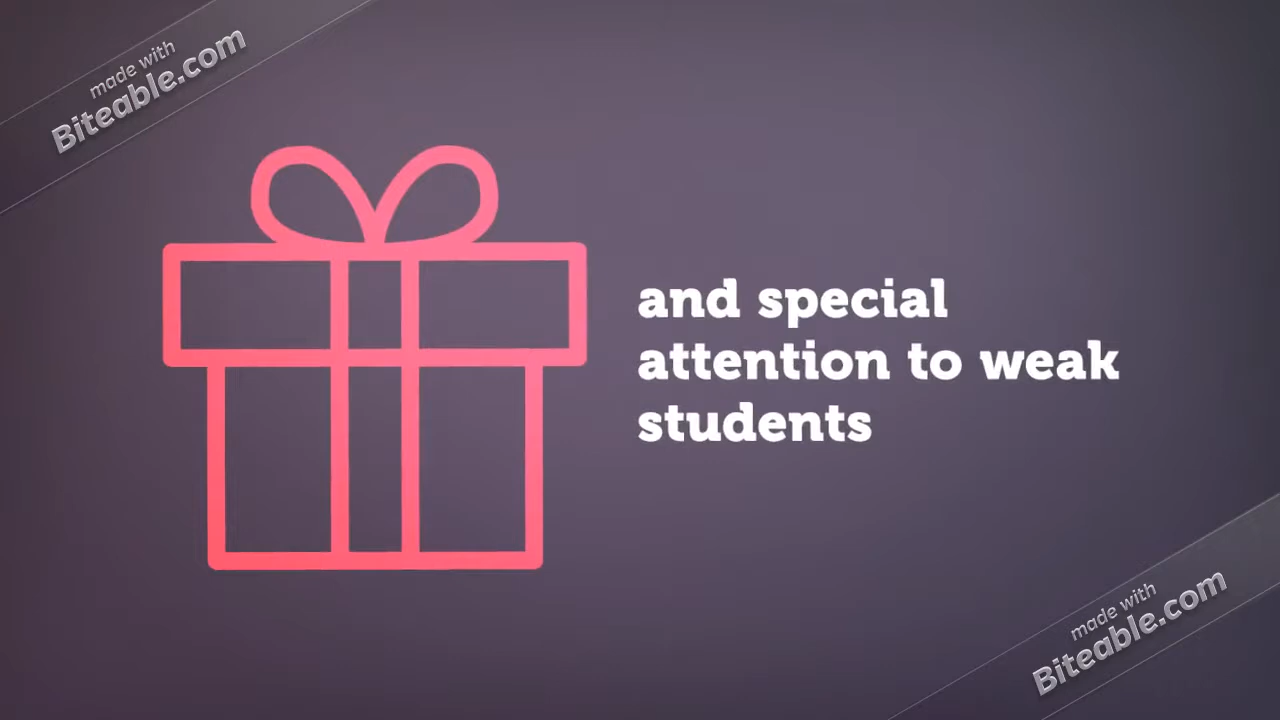 made with
Biteable.com
and special
attention to weak
students
made with
Biteable.com